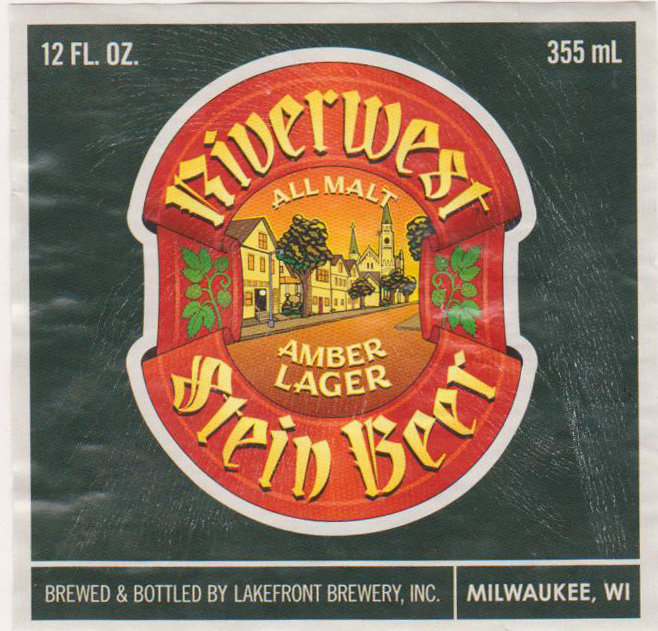 12 FL. OZ.
355 mL
Riverwest
ALL MALT
AMBER
LAGER
Stein Beer
BREWED & BOTTLED BY LAKEFRONT BREWERY, INC.
MILWAUKEE, WI